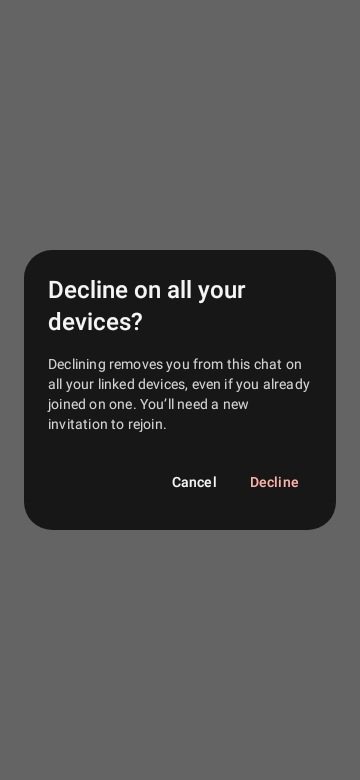 Decline on all your
devices?
Declining removes you from this chat on
all your linked devices, even if you already
joined on one. You’ll need a new
invitation to rejoin.
Cancel Decline